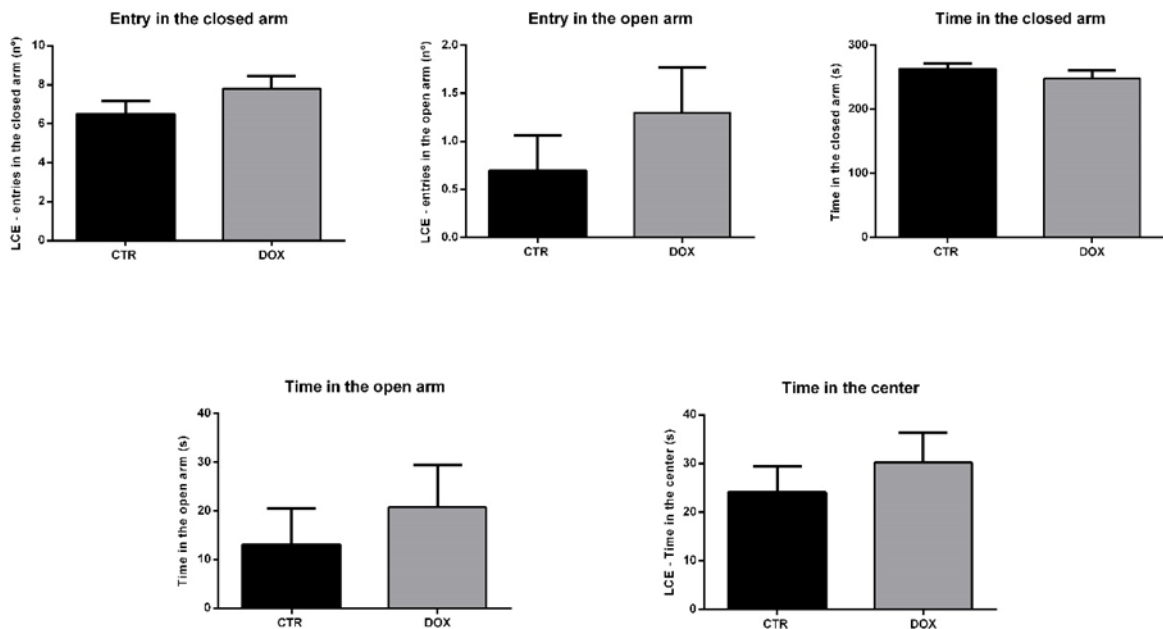 Entry in the closed arm
LCE - entries in the closed arm (nº)
10
8
6
4
2
0
CTR
DOX
Entry in the open arm
LCE - entries in the open arm (nº)
2.0
1.5
1.0
0.5
0.0
CTR
DOX
Time in the closed arm
Time in the closed arm (s)
300
200
100
0
CTR
DOX
Time in the open arm
Time in the open arm (s)
40
30
20
10
0
CTR
DOX
Time in the center
LCE - Time in the center (s)
40
30
20
10
0
CTR
DOX